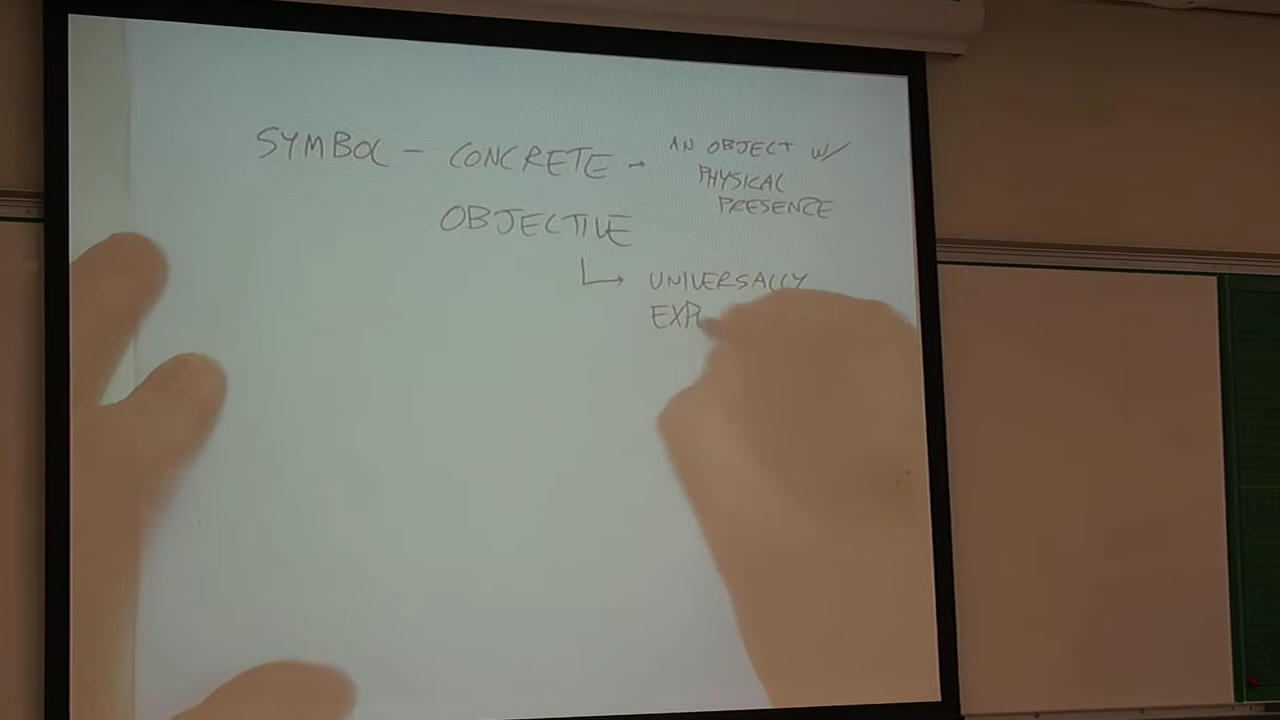 SYMBOL - CONCRETE - AN OBJECT W/
PHYSICAL
PRESENCE
OBJECTIVE
UNIVERSALLY